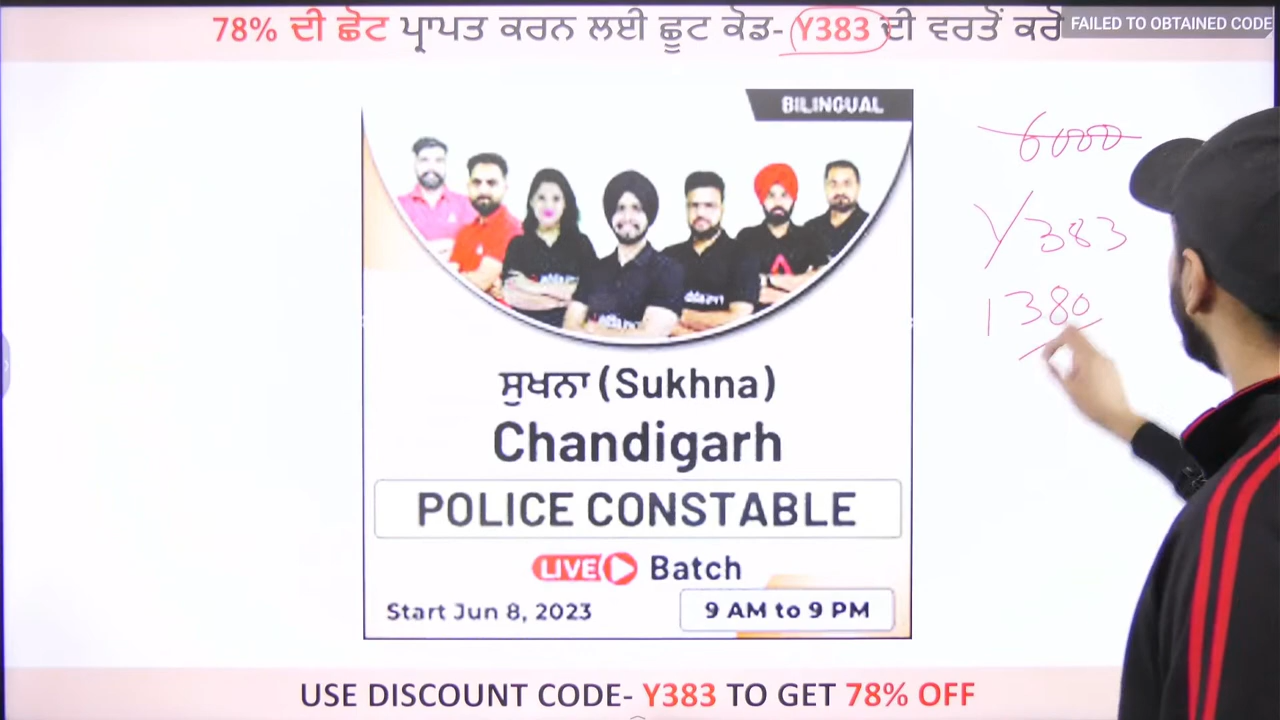 78% ਦੀ ਛੋਟ ਪ੍ਰਾਪਤ ਕਰਨ ਲਈ ਛੂਟ ਕੋਡ- Y383 ਦੀ ਵਰਤੋਂ ਕਰੋ
FAILED TO OBTAINED CODE
BILINGUAL
6000
Y383
1380
ਸੁਖਨਾ (Sukhna)
Chandigarh
POLICE CONSTABLE
LIVE Batch
Start Jun 8, 2023
9 AM to 9 PM
USE DISCOUNT CODE- Y383 TO GET 78% OFF